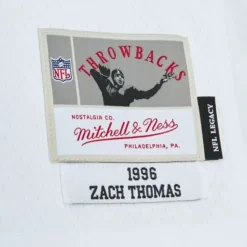 THROWBACKS
NFL
NOSTALGIA CO.
Mitchell & Ness
PHILADELPHIA, PA.
NFL LEGACY
1996
ZACH THOMAS